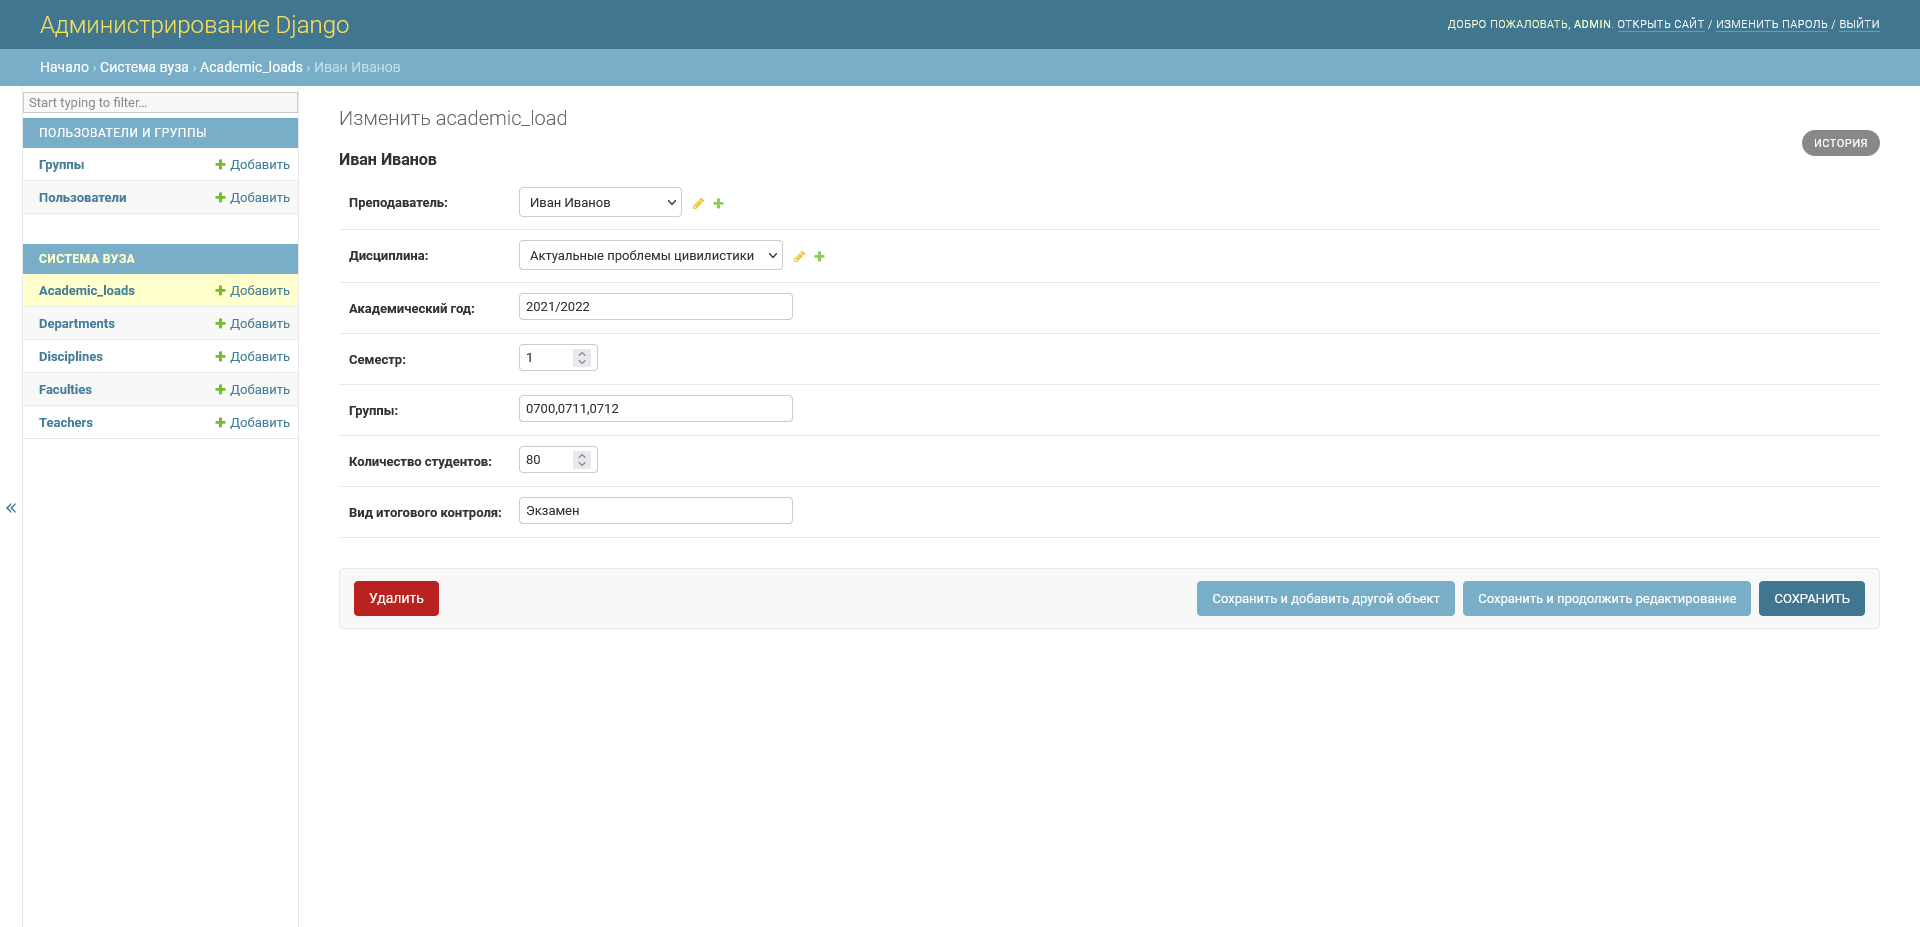 Администрирование Django
ДОБРО ПОЖАЛОВАТЬ, ADMIN. ОТКРЫТЬ САЙТ / ИЗМЕНИТЬ ПАРОЛЬ / ВЫЙТИ
Начало › Система вуза › Academic_loads › Иван Иванов
Start typing to filter...
ПОЛЬЗОВАТЕЛИ И ГРУППЫ
Группы Добавить
Пользователи Добавить
СИСТЕМА ВУЗА
Academic_loads Добавить
Departments Добавить
Disciplines Добавить
Faculties Добавить
Teachers Добавить
«
Изменить academic_load
ИСТОРИЯ
Иван Иванов
Преподаватель: Иван Иванов
Дисциплина: Актуальные проблемы цивилистики
Академический год: 2021/2022
Семестр: 1
Группы: 0700,0711,0712
Количество студентов: 80
Вид итогового контроля: Экзамен
Удалить Сохранить и добавить другой объект Сохранить и продолжить редактирование СОХРАНИТЬ